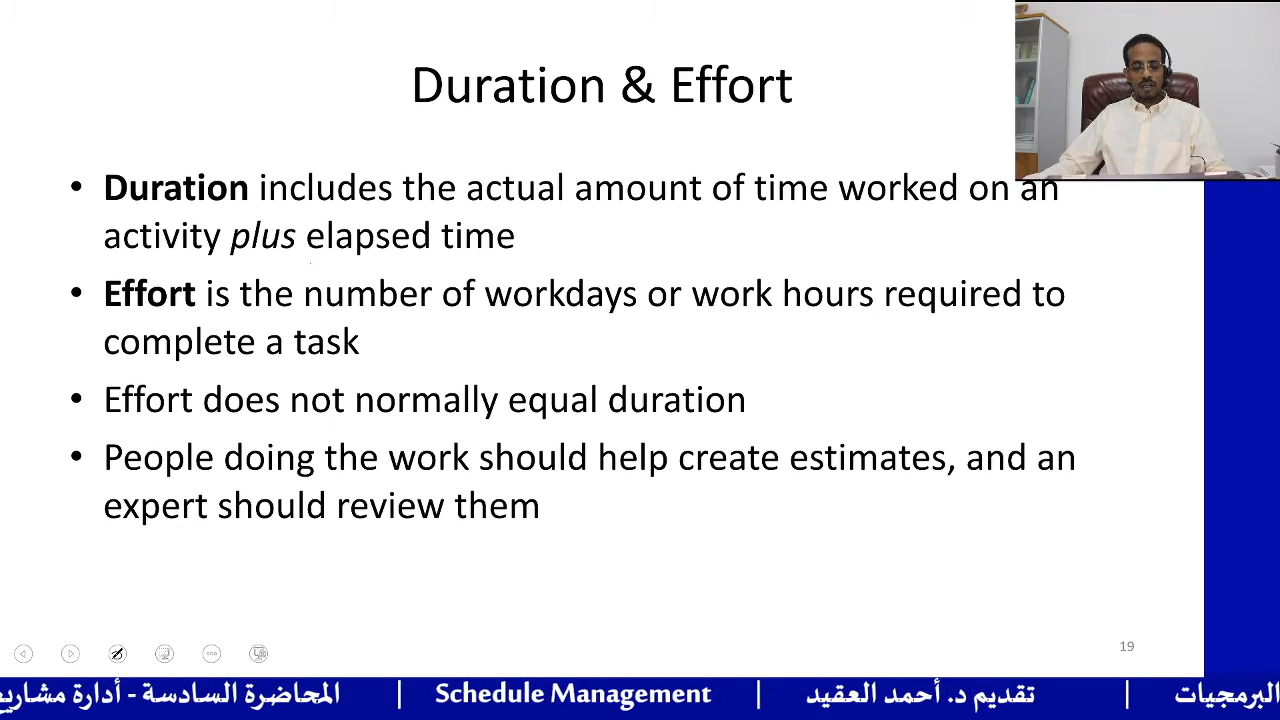 Duration & Effort
• Duration includes the actual amount of time worked on an
activity plus elapsed time
• Effort is the number of workdays or work hours required to
complete a task
• Effort does not normally equal duration
• People doing the work should help create estimates, and an
expert should review them
19
المحاضرة السادسة - أدارة مشاريع | Schedule Management | تقديم د. أحمد العقيد | البرمجيات